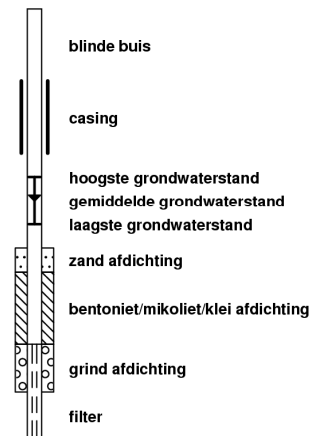 blinde buis
casing
hoogste grondwaterstand
gemiddelde grondwaterstand
laagste grondwaterstand
zand afdichting
bentoniet/mikoliet/klei afdichting
grind afdichting
filter